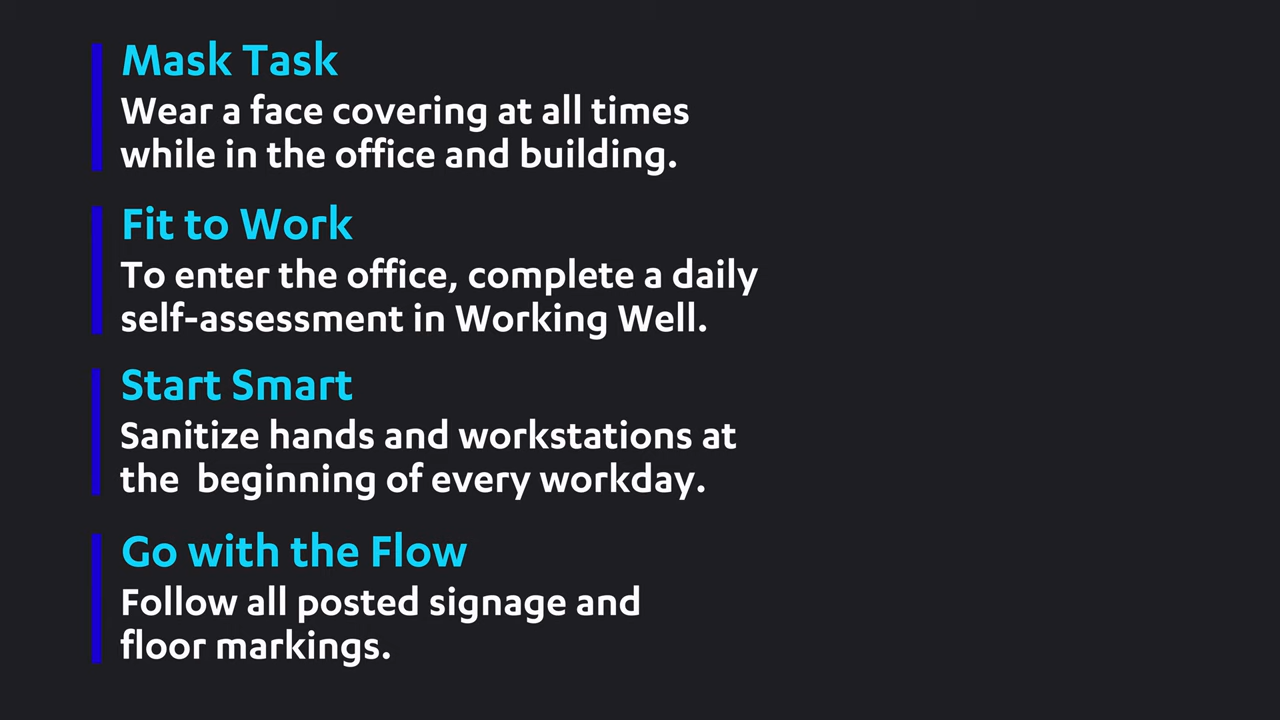 Mask Task
Wear a face covering at all times
while in the office and building.
Fit to Work
To enter the office, complete a daily
self-assessment in Working Well.
Start Smart
Sanitize hands and workstations at
the  beginning of every workday.
Go with the Flow
Follow all posted signage and
floor markings.